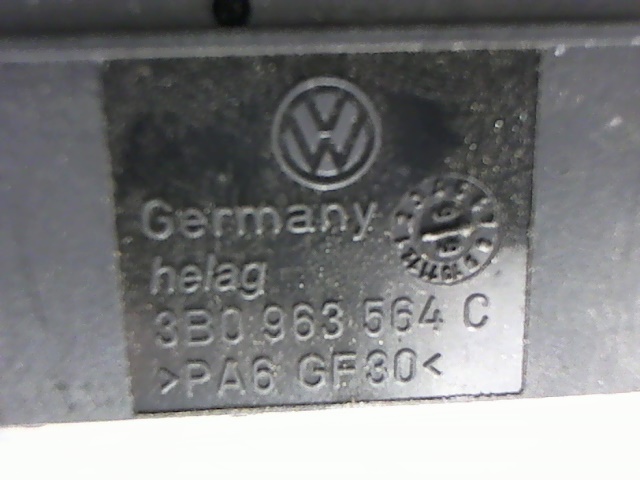 Germany
helag
3B0 963 564 C
>PA6 GF30<